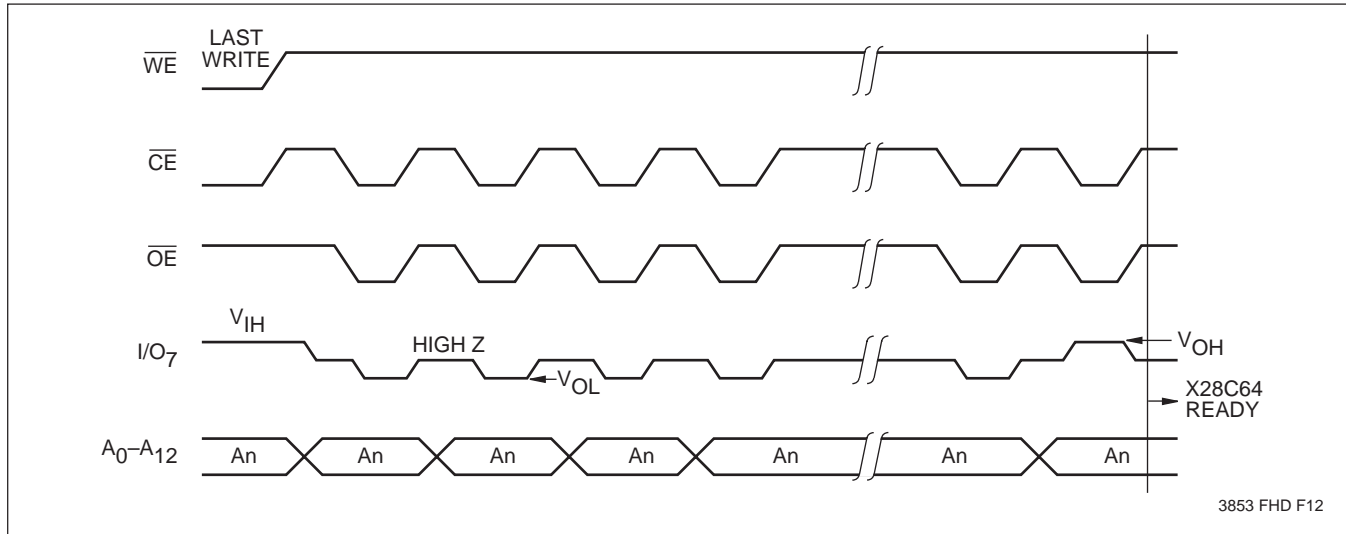 LAST
WRITE
WE
CE
OE
VIH
I/O7
HIGH Z
VOL
VOH
X28C64
READY
A0–A12
An An An An An An An
3853 FHD F12